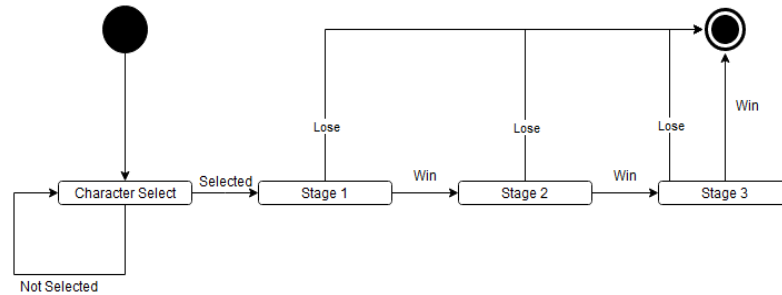 Lose
Lose
Lose
Win
Character Select
Selected
Stage 1
Win
Stage 2
Win
Stage 3
Not Selected